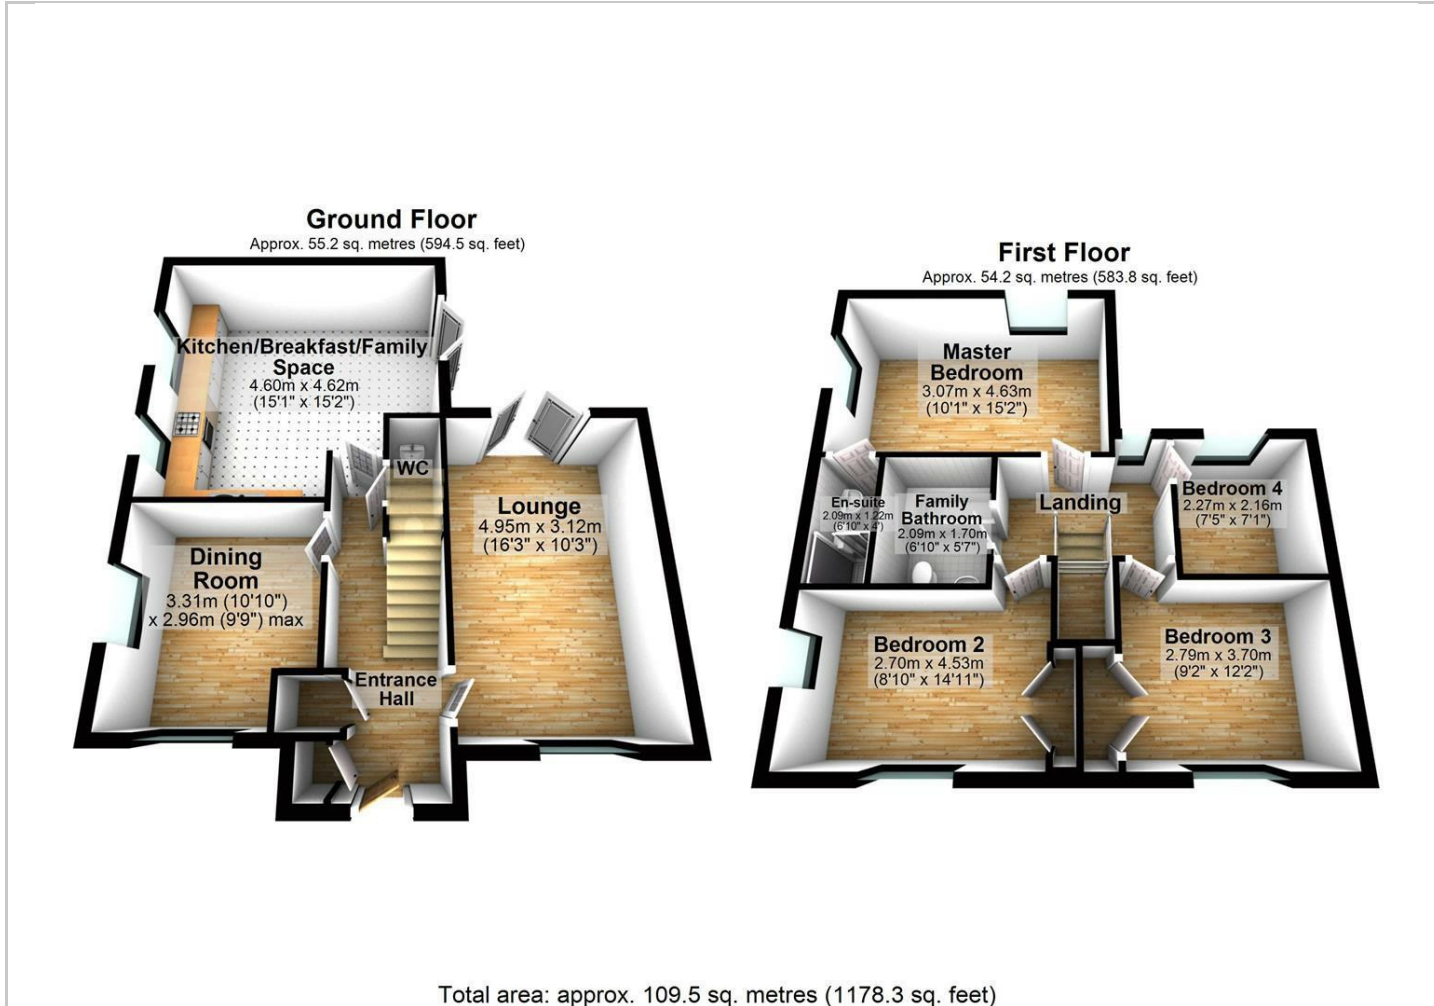 Ground Floor
Approx. 55.2 sq. metres (594.5 sq. feet)
Kitchen/Breakfast/Family
Space
4.60m x 4.62m
(15'1" x 15'2")
WC
Lounge
4.95m x 3.12m
(16'3" x 10'3")
Dining
Room
3.31m (10'10")
x 2.96m (9'9") max
Entrance
Hall
First Floor
Approx. 54.2 sq. metres (583.8 sq. feet)
Master
Bedroom
3.07m x 4.63m
(10'1" x 15'2")
En-suite
2.09m x 1.22m
(6'10" x 4')
Family
Bathroom
2.09m x 1.70m
(6'10" x 5'7")
Landing
Bedroom 4
2.27m x 2.16m
(7'5" x 7'1")
Bedroom 2
2.70m x 4.53m
(8'10" x 14'11")
Bedroom 3
2.79m x 3.70m
(9'2" x 12'2")
Total area: approx. 109.5 sq. metres (1178.3 sq. feet)